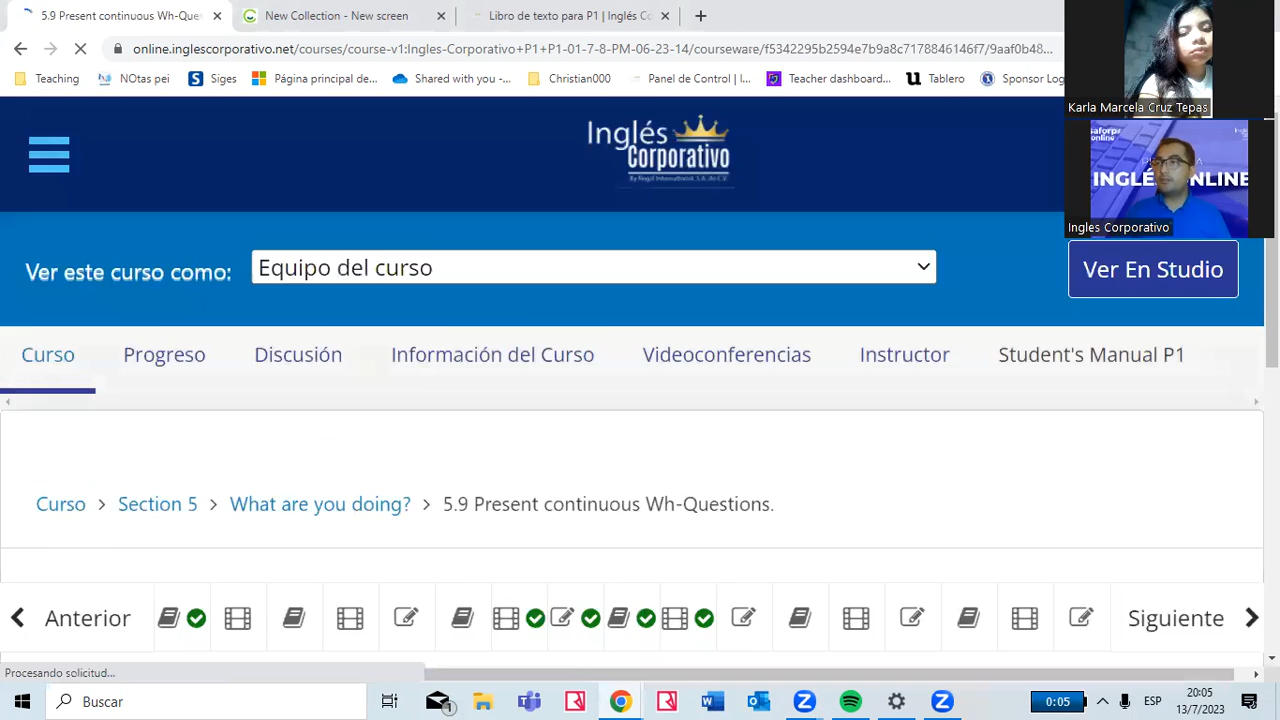 5.9 Present continuous Wh-Ques
New Collection - New screen
Libro de texto para P1 | Inglés Co
online.inglescorporativo.net/courses/course-v1:Ingles-Corporativo+P1+P1-01-7-8-PM-06-23-14/courseware/f5342295b2594e7b9a8c7178846146f7/9aaf0b48...
Teaching
NOtas pei
Siges
Página principal de...
Shared with you -...
Christian000
Panel de Control | I...
Teacher dashboard...
Tablero
Sponsor Log
Karla Marcela Cruz Tepas
INGLÉS ONLINE
Ingles Corporativo
Inglés
Corporativo
Ver este curso como:
Equipo del curso
Ver En Studio
Curso
Progreso
Discusión
Información del Curso
Videoconferencias
Instructor
Student's Manual P1
Curso > Section 5 > What are you doing? > 5.9 Present continuous Wh-Questions.
Anterior
Siguiente
Procesando solicitud...
Buscar
1
0:05
ESP
20:05
13/7/2023